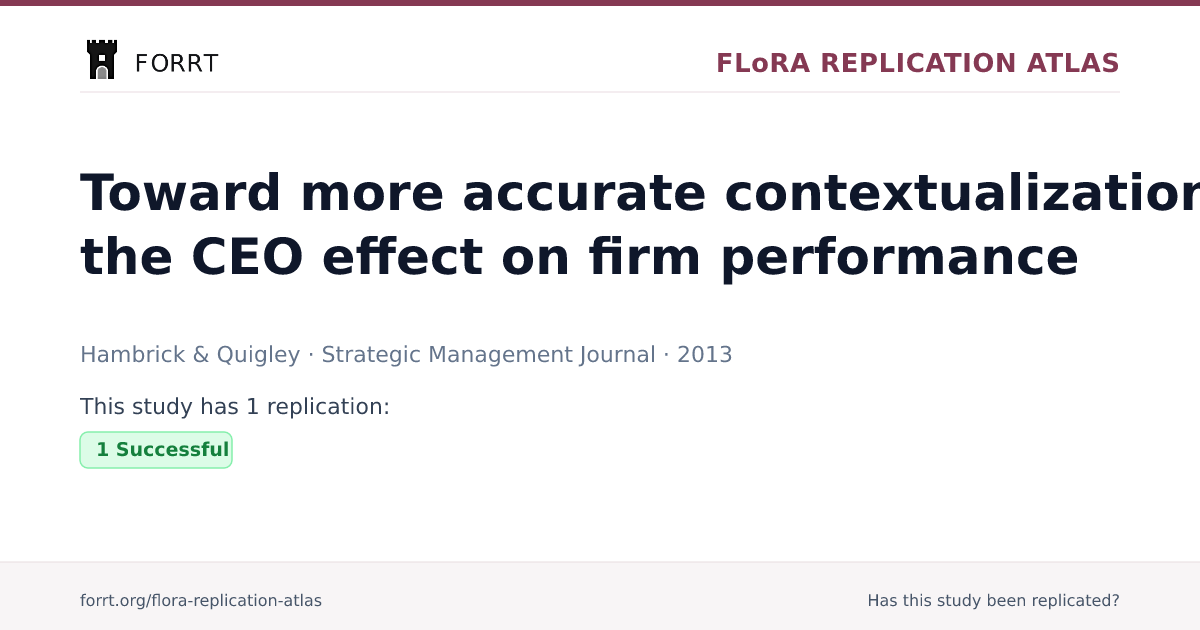 FORRT
FLoRA REPLICATION ATLAS
Toward more accurate contextualization
the CEO effect on firm performance
Hambrick & Quigley · Strategic Management Journal · 2013
This study has 1 replication:
1 Successful
forrt.org/flora-replication-atlas
Has this study been replicated?